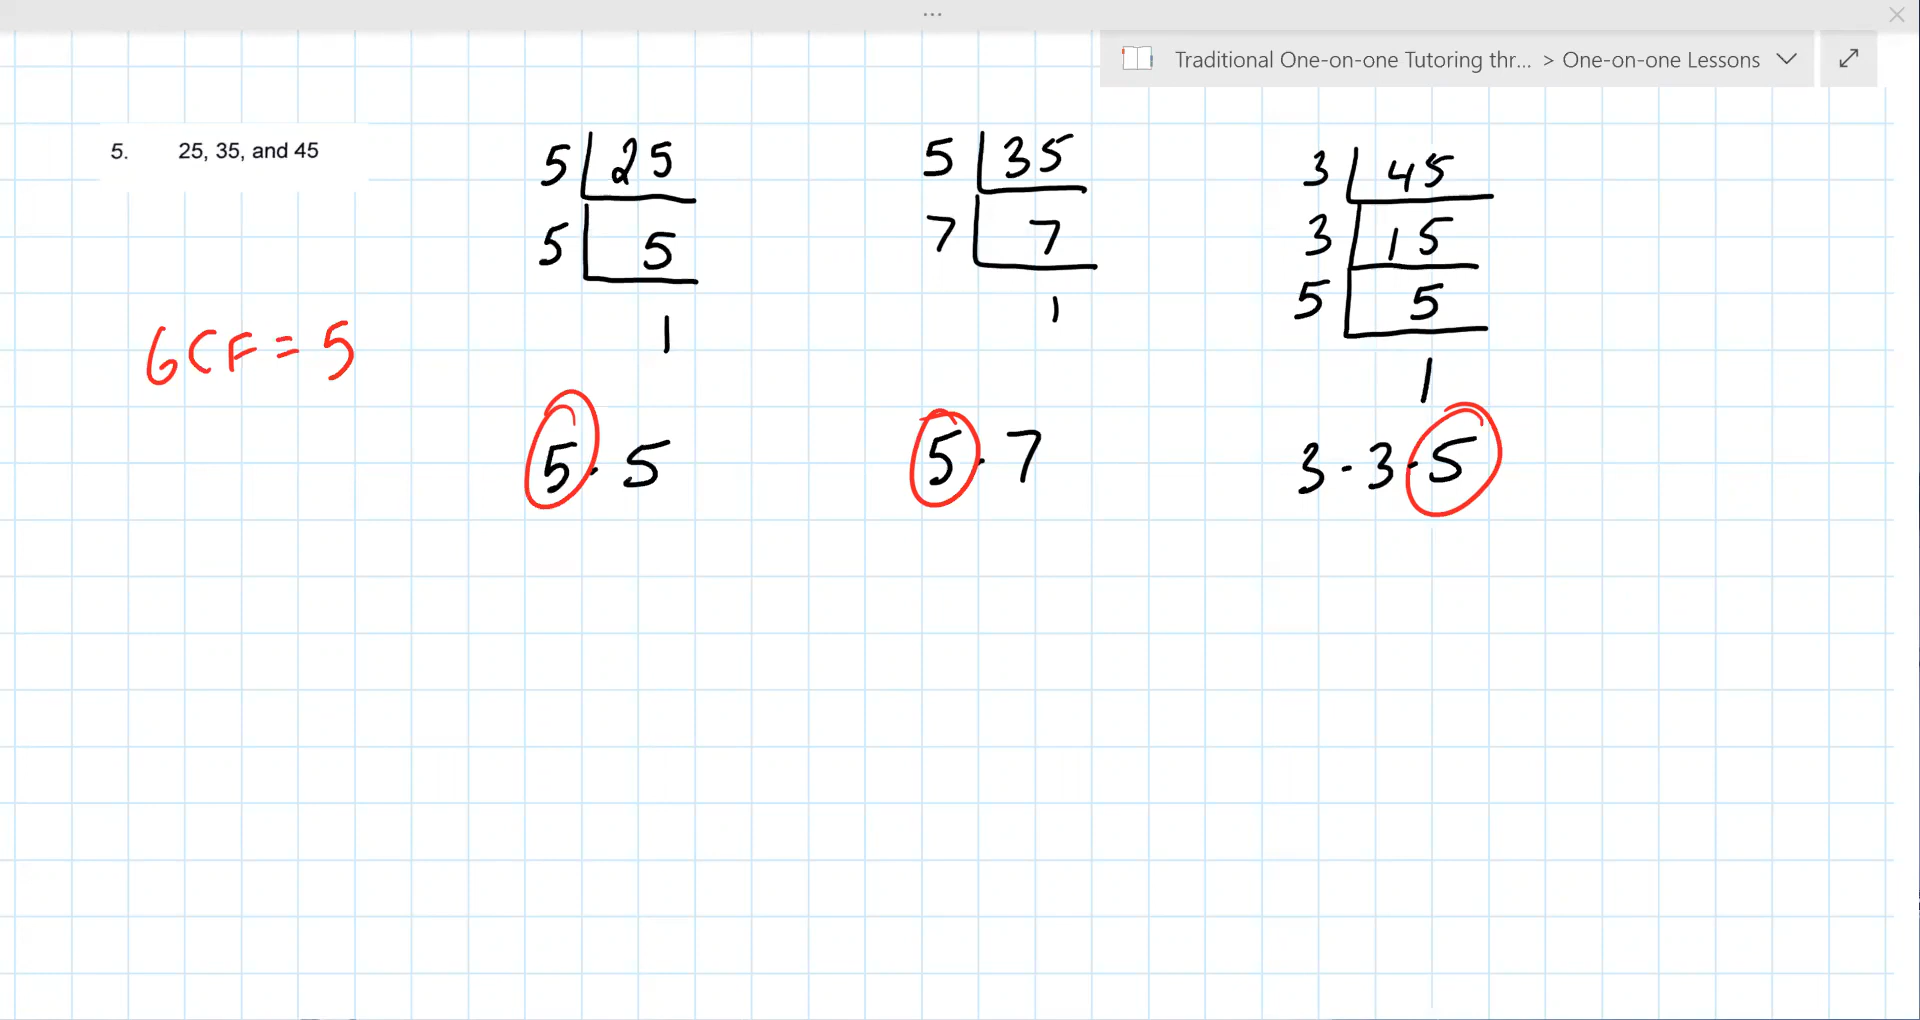 ...
Traditional One-on-one Tutoring thr... > One-on-one Lessons
5. 25, 35, and 45
5 25
5 5
1
5 35
7 7
1
3 45
3 15
5 5
1
GCF = 5
5 · 5
5 · 7
3 · 3 · 5